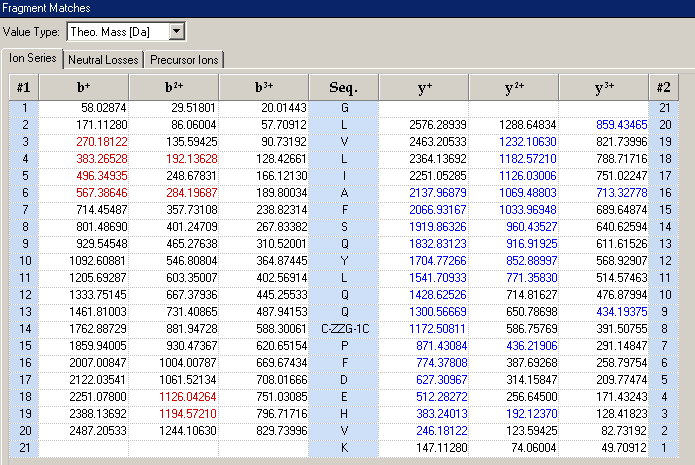 Fragment Matches
Value Type: Theo. Mass [Da]
Ion Series Neutral Losses Precursor Ions
#1 b+ b2+ b3+ Seq. y+ y2+ y3+ #2
1 58.02874 29.51801 20.01443 G 21
2 171.11280 86.06004 57.70912 L 2576.28939 1288.64834 859.43465 20
3 270.18122 135.59425 90.73192 V 2463.20533 1232.10630 821.73996 19
4 383.26528 192.13628 128.42661 L 2364.13692 1182.57210 788.71716 18
5 496.34935 248.67831 166.12130 I 2251.05285 1126.03006 751.02247 17
6 567.38646 284.19687 189.80034 A 2137.96879 1069.48803 713.32778 16
7 714.45487 357.73108 238.82314 F 2066.93167 1033.96948 689.64874 15
8 801.48690 401.24709 267.83382 S 1919.86326 960.43527 640.62594 14
9 929.54548 465.27638 310.52001 Q 1832.83123 916.91925 611.61526 13
10 1092.60881 546.80804 364.87445 Y 1704.77266 852.88997 568.92907 12
11 1205.69287 603.35007 402.56914 L 1541.70933 771.35830 514.57463 11
12 1333.75145 667.37936 445.25533 Q 1428.62526 714.81627 476.87994 10
13 1461.81003 731.40865 487.94153 Q 1300.56669 650.78698 434.19375 9
14 1762.88729 881.94728 588.30061 C-ZZG-1C 1172.50811 586.75769 391.50755 8
15 1859.94005 930.47367 620.65154 P 871.43084 436.21906 291.14847 7
16 2007.00847 1004.00787 669.67434 F 774.37808 387.69268 258.79754 6
17 2122.03541 1061.52134 708.01666 D 627.30967 314.15847 209.77474 5
18 2251.07800 1126.04264 751.03085 E 512.28272 256.64500 171.43243 4
19 2388.13692 1194.57210 796.71716 H 383.24013 192.12370 128.41823 3
20 2487.20533 1244.10630 829.73996 V 246.18122 123.59425 82.73192 2
21 K 147.11280 74.06004 49.70912 1